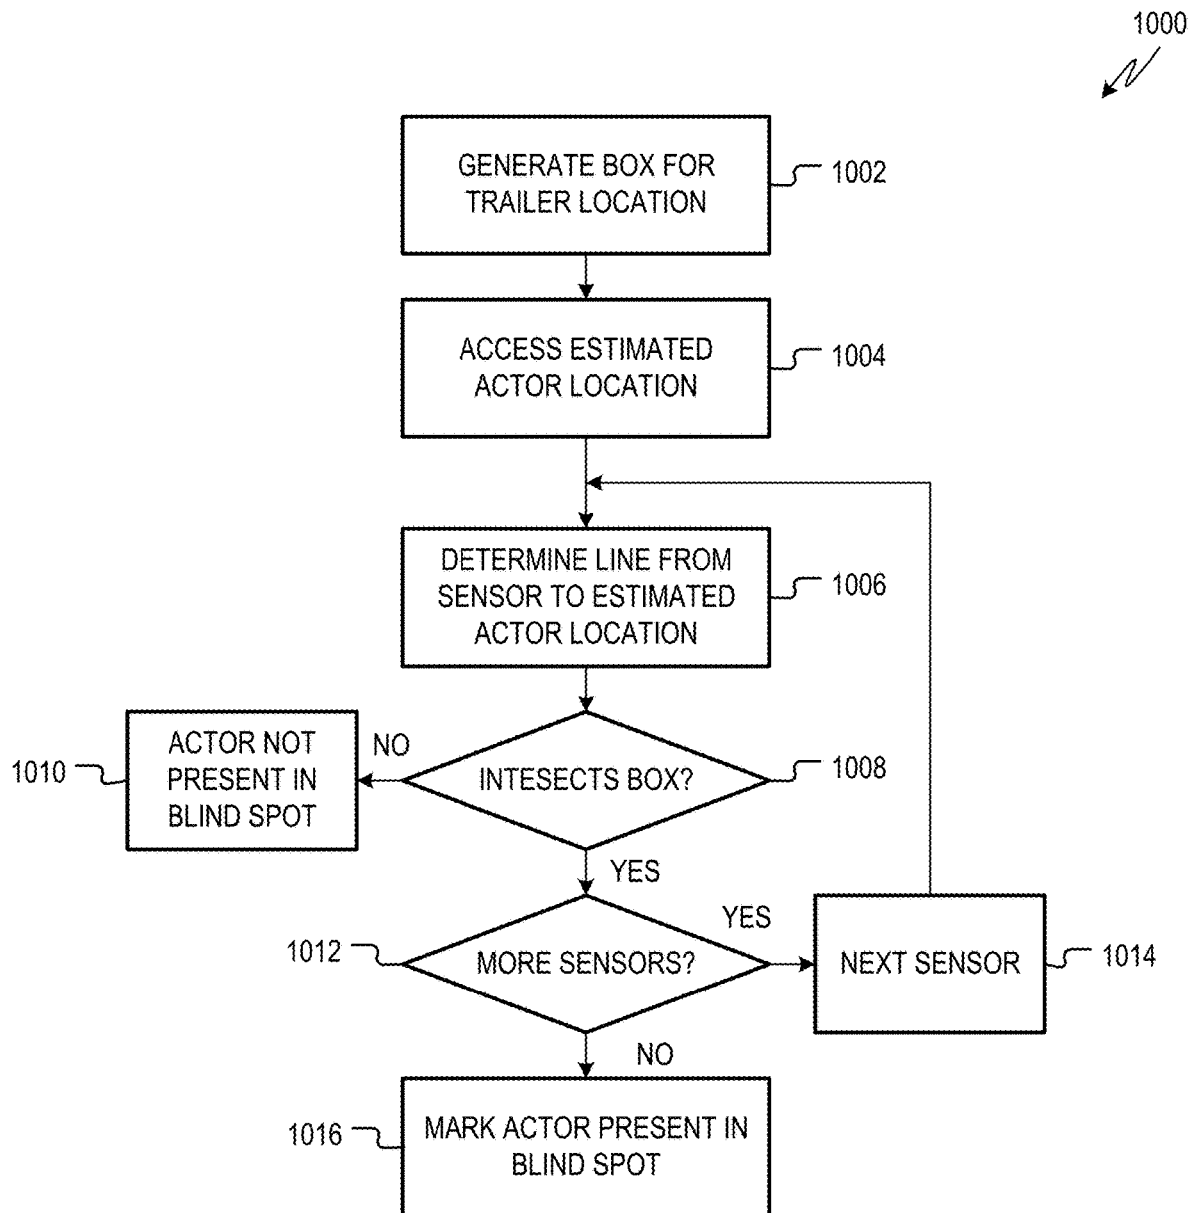 1000
GENERATE BOX FOR
TRAILER LOCATION
1002
ACCESS ESTIMATED
ACTOR LOCATION
1004
DETERMINE LINE FROM
SENSOR TO ESTIMATED
ACTOR LOCATION
1006
1010
ACTOR NOT
PRESENT IN
BLIND SPOT
NO
INTESECTS BOX?
1008
YES
1012
MORE SENSORS?
YES
NEXT SENSOR
1014
NO
1016
MARK ACTOR PRESENT IN
BLIND SPOT